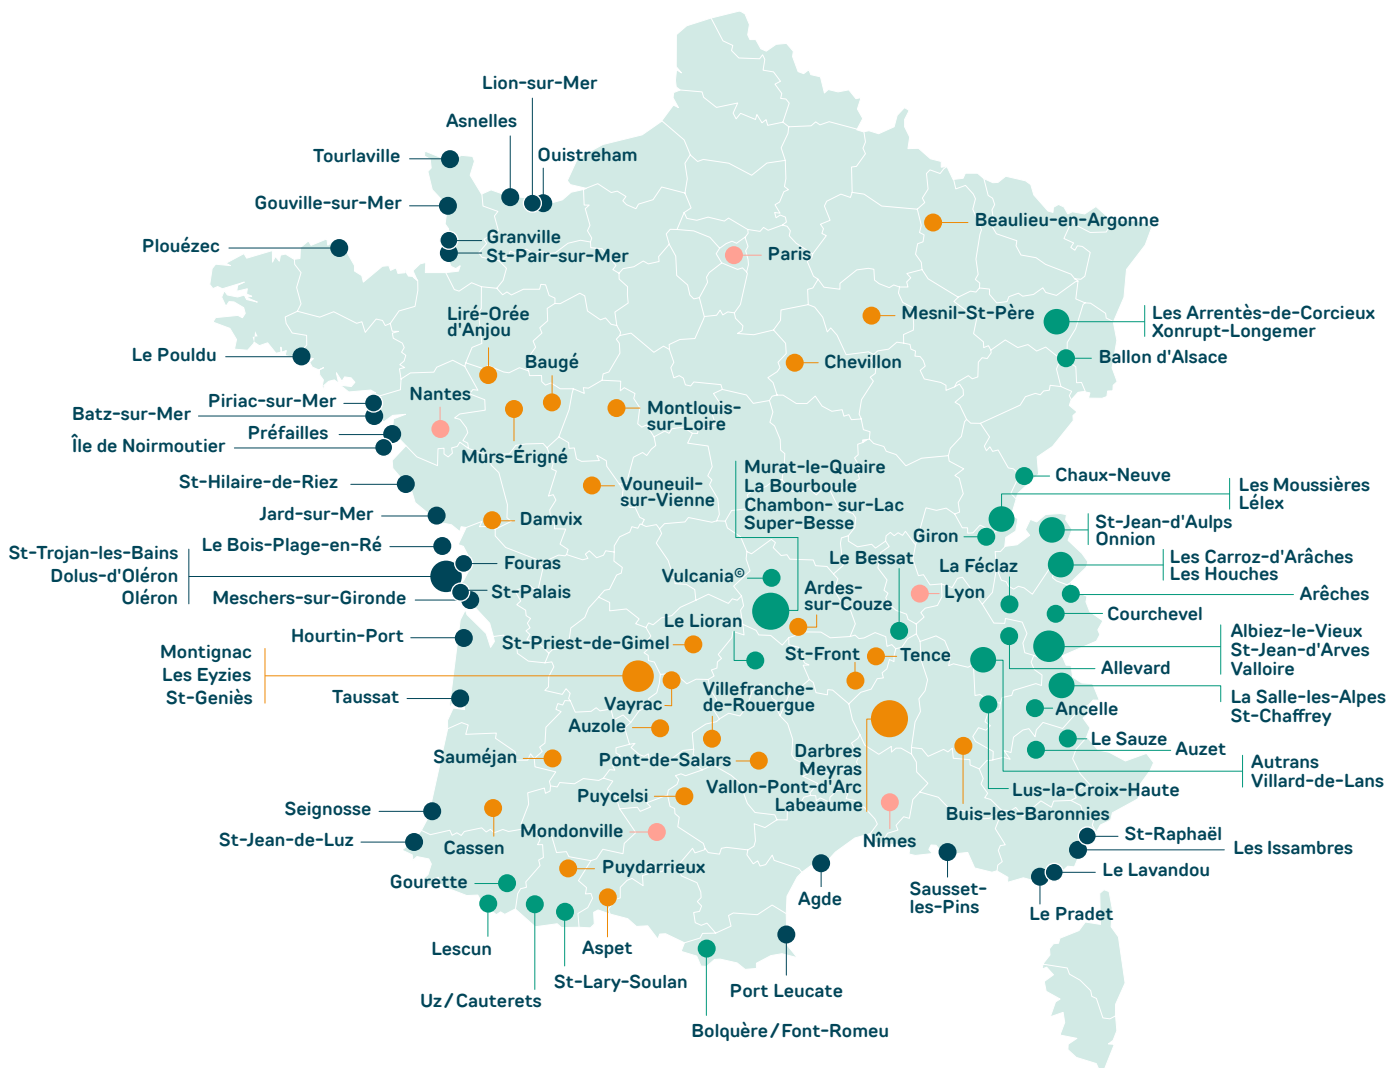 Lion-sur-Mer
Asnelles
Ouistreham
Tourlaville
Gouville-sur-Mer
Granville
St-Pair-sur-Mer
Plouézec
Beaulieu-en-Argonne
Paris
Liré-Orée
d'Anjou
Mesnil-St-Père
Les Arrentès-de-Corcieux
Xonrupt-Longemer
Le Pouldu
Baugé
Chevillon
Ballon d'Alsace
Nantes
Piriac-sur-Mer
Batz-sur-Mer
Montlouis-
sur-Loire
Préfailles
Île de Noirmoutier
Mûrs-Érigné
St-Hilaire-de-Riez
Vouneuil-
sur-Vienne
Murat-le-Quaire
La Bourboule
Chambon- sur-Lac
Super-Besse
Chaux-Neuve
Les Moussières
Lélex
Jard-sur-Mer
Damvix
Giron
St-Jean-d'Aulps
Onnion
Le Bois-Plage-en-Ré
St-Trojan-les-Bains
Dolus-d'Oléron
Oléron
Fouras
Le Bessat
La Féclaz
Les Carroz-d'Arâches
Les Houches
Vulcania©
Ardes-
sur-Couze
Lyon
Arêches
St-Palais
Meschers-sur-Gironde
Courchevel
Le Lioran
Hourtin-Port
St-Priest-de-Gimel
St-Front
Tence
Albiez-le-Vieux
St-Jean-d'Arves
Valloire
Allevard
Montignac
Les Eyzies
St-Geniès
Taussat
Vayrac
Villefranche-
de-Rouergue
La Salle-les-Alpes
St-Chaffrey
Ancelle
Auzole
Le Sauze
Auzet
Sauméjan
Pont-de-Salars
Darbres
Meyras
Vallon-Pont-d'Arc
Labeaume
Autrans
Villard-de-Lans
Puycelsi
Lus-la-Croix-Haute
Buis-les-Baronnies
Seignosse
Mondonville
St-Jean-de-Luz
Cassen
Nîmes
St-Raphaël
Les Issambres
Puydarrieux
Le Lavandou
Gourette
Agde
Sausset-
les-Pins
Le Pradet
Lescun
Aspet
St-Lary-Soulan
Uz/Cauterets
Port Leucate
Bolquère/Font-Romeu